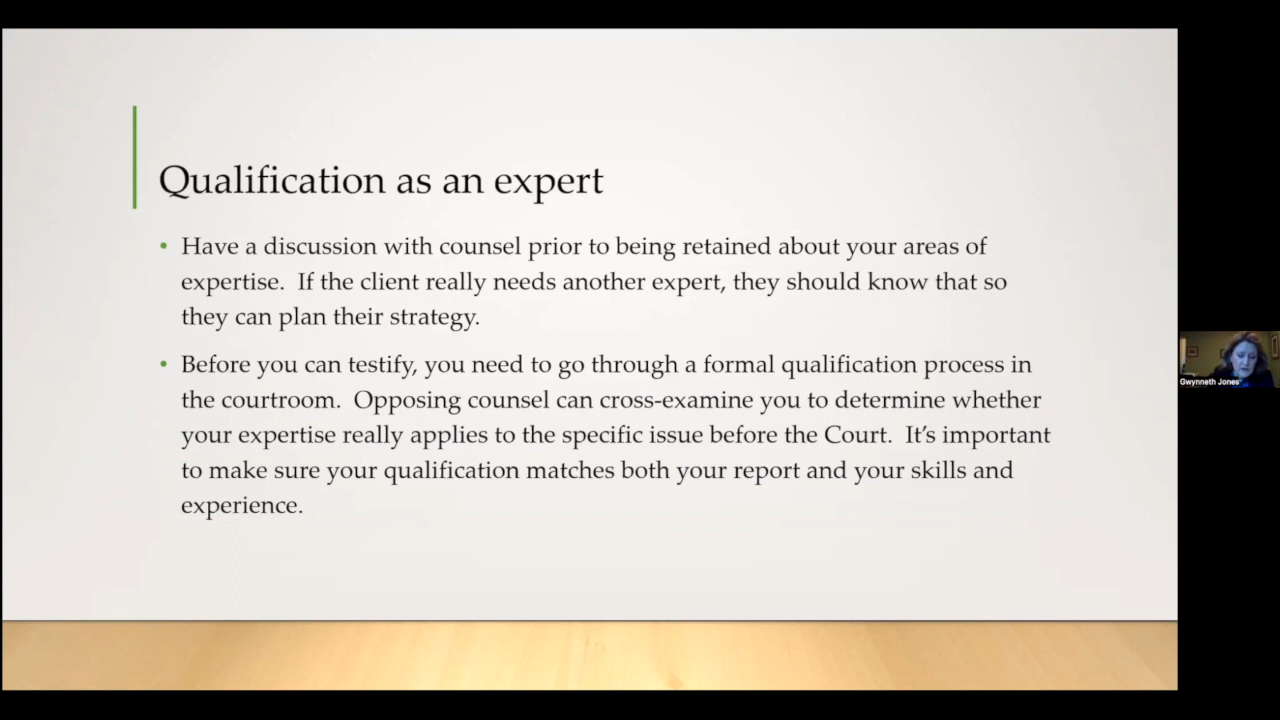 Qualification as an expert
• Have a discussion with counsel prior to being retained about your areas of
expertise.  If the client really needs another expert, they should know that so
they can plan their strategy.
• Before you can testify, you need to go through a formal qualification process in
the courtroom.  Opposing counsel can cross-examine you to determine whether
your expertise really applies to the specific issue before the Court.  It’s important
to make sure your qualification matches both your report and your skills and
experience.
Gwynneth Jones